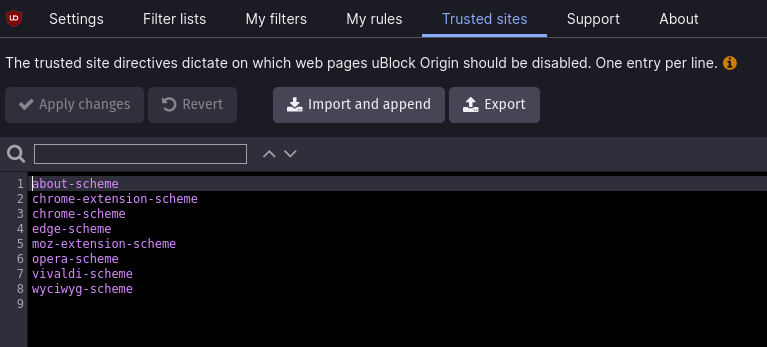 Settings Filter lists My filters My rules Trusted sites Support About
The trusted site directives dictate on which web pages uBlock Origin should be disabled. One entry per line.
Apply changes Revert Import and append Export
1 about-scheme
2 chrome-extension-scheme
3 chrome-scheme
4 edge-scheme
5 moz-extension-scheme
6 opera-scheme
7 vivaldi-scheme
8 wyciwyg-scheme
9